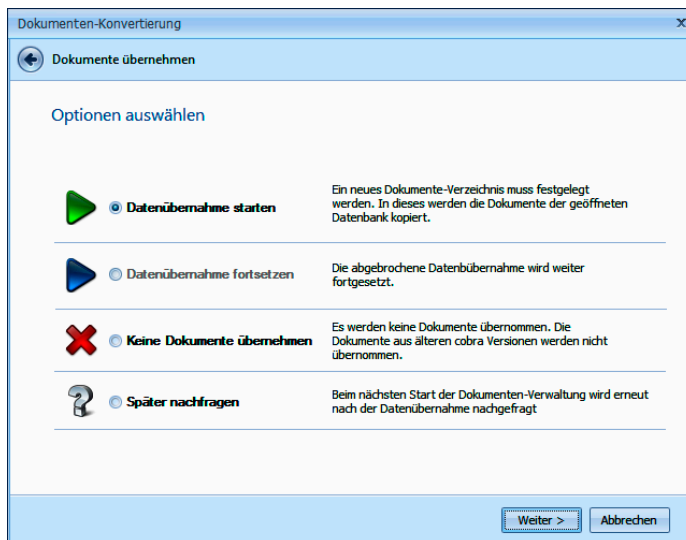 Dokumenten-Konvertierung
x
Dokumente übernehmen
Optionen auswählen
Datenübernahme starten
Ein neues Dokumente-Verzeichnis muss festgelegt
werden. In dieses werden die Dokumente der geöffneten
Datenbank kopiert.
Datenübernahme fortsetzen
Die abgebrochene Datenbübernahme wird weiter
fortgesetzt.
Keine Dokumente übernehmen
Es werden keine Dokumente übernommen. Die
Dokumente aus älteren cobra Versionen werden nicht
übernommen.
Später nachfragen
Beim nächsten Start der Dokumenten-Verwaltung wird erneut
nach der Datenübernahme nachgefragt
Weiter >
Abbrechen